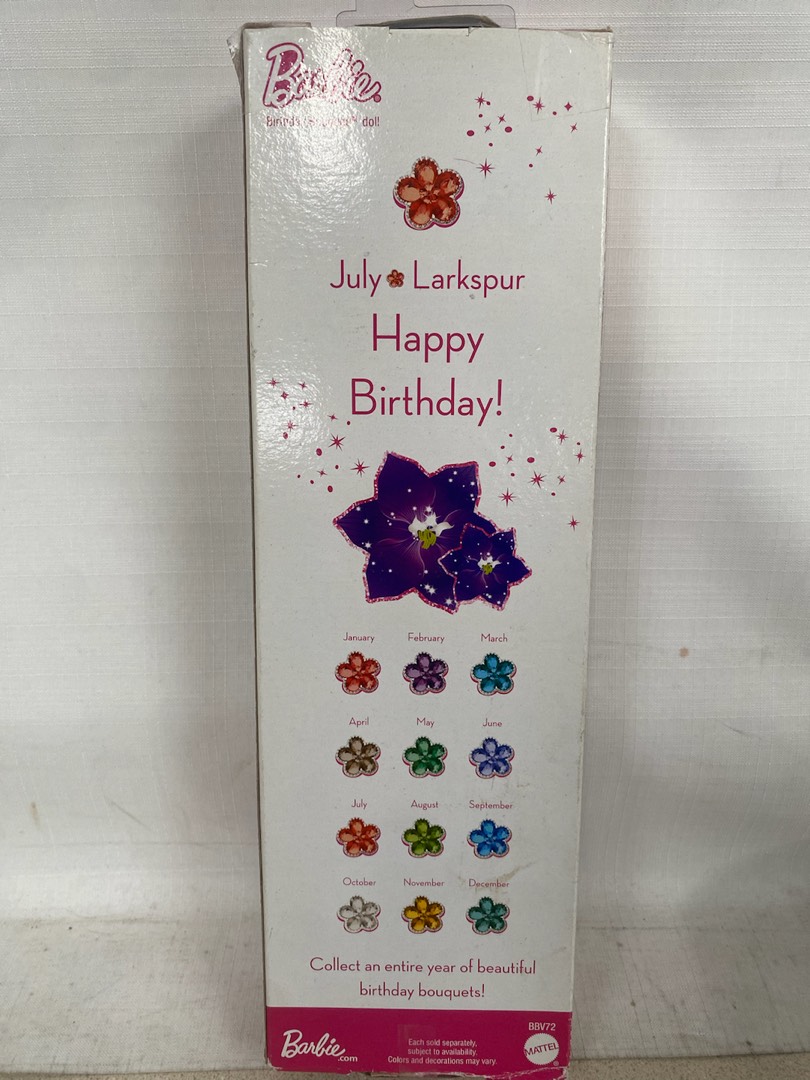 Barbie®
doll
July Larkspur
Happy
Birthday!
January February March
April May June
July August September
October November December
Collect an entire year of beautiful
birthday bouquets!
BBV72
Barbie.com
Each sold separately,
subject to availability.
Colors and decorations may vary.
MATTEL®